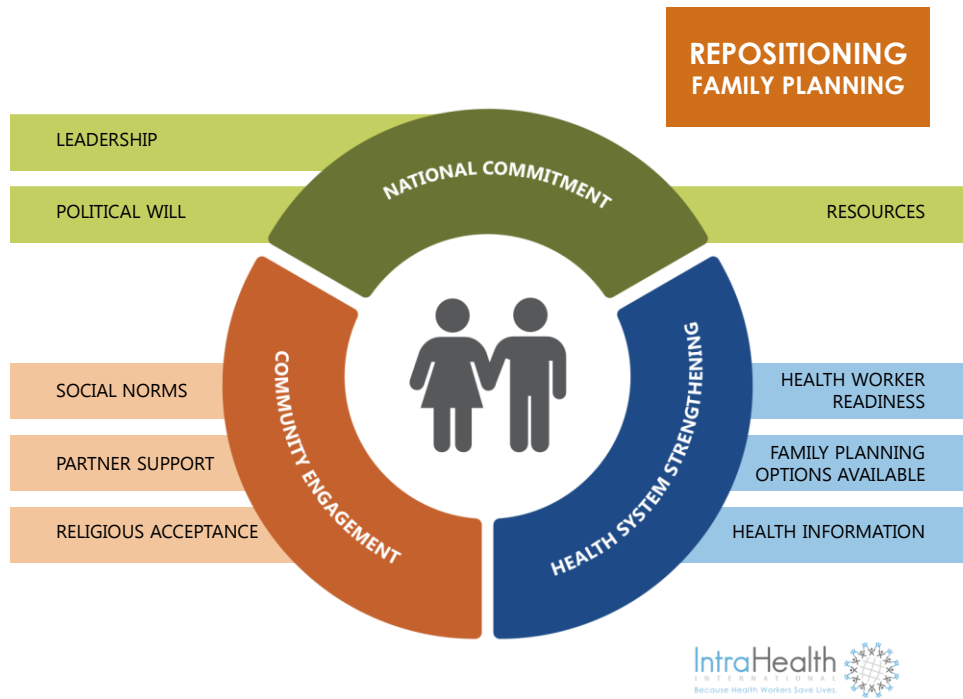 REPOSITIONING
FAMILY PLANNING
LEADERSHIP
NATIONAL COMMITMENT
POLITICAL WILL
RESOURCES
SOCIAL NORMS
PARTNER SUPPORT
RELIGIOUS ACCEPTANCE
COMMUNITY ENGAGEMENT
HEALTH SYSTEM STRENGTHENING
HEALTH WORKER
READINESS
FAMILY PLANNING
OPTIONS AVAILABLE
HEALTH INFORMATION
IntraHealth
INTERNATIONAL
Because Health Workers Save Lives.